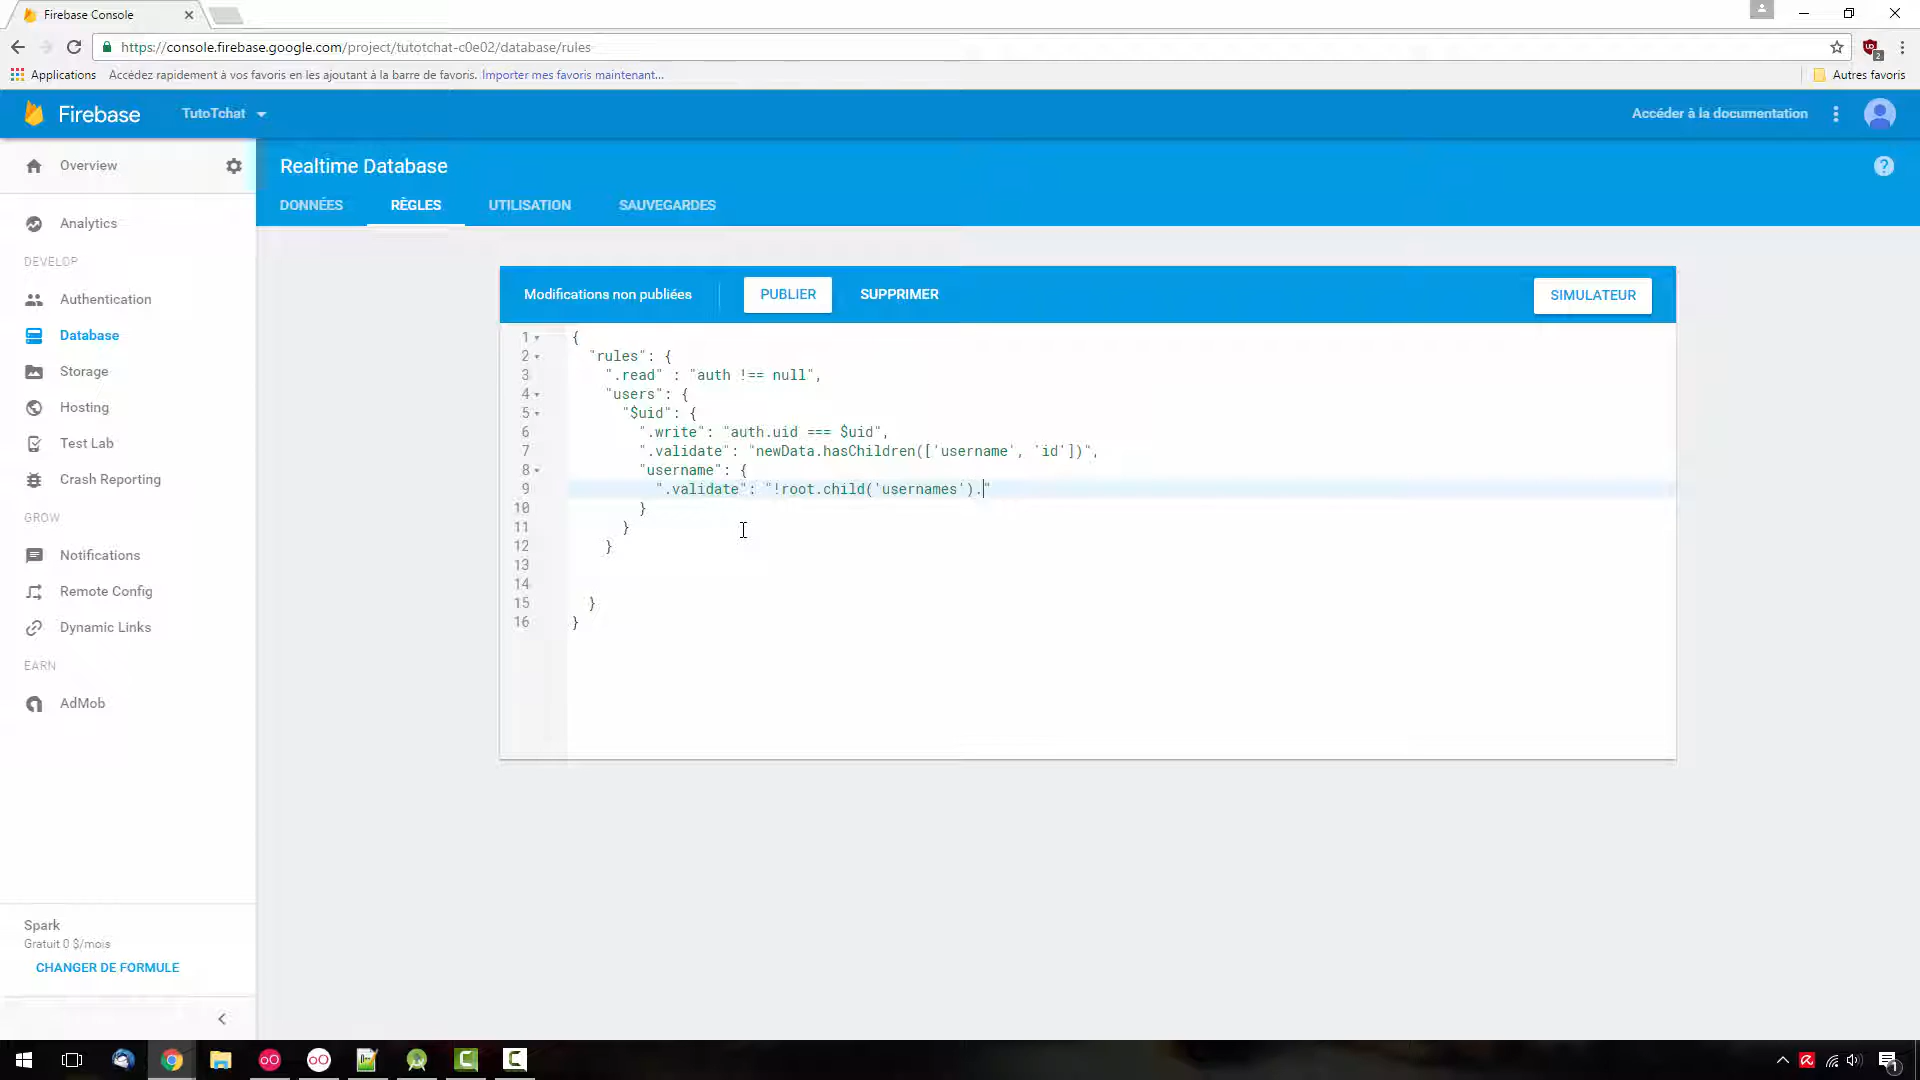 Firebase Console
https://console.firebase.google.com/project/tutotchat-c0e02/database/rules
Applications Accédez rapidement à vos favoris en les ajoutant à la barre de favoris. Importer mes favoris maintenant... Autres favoris
Firebase TutoTchat Accéder à la documentation
Overview
Realtime Database
DONNÉES RÈGLES UTILISATION SAUVEGARDES
Analytics
DEVELOP
Authentication
Database
Storage
Hosting
Test Lab
Crash Reporting
GROW
Notifications
Remote Config
Dynamic Links
EARN
AdMob
Spark
Gratuit 0 $/mois
CHANGER DE FORMULE
Modifications non publiées PUBLIER SUPPRIMER SIMULATEUR
1 {
2 "rules": {
3 ".read" : "auth !== null",
4 "users": {
5 "$uid": {
6 ".write": "auth.uid === $uid",
7 ".validate": "newData.hasChildren(['username', 'id'])",
8 "username": {
9 ".validate": "!root.child('usernames')."
10 }
11 }
12 }
13
14
15 }
16 }